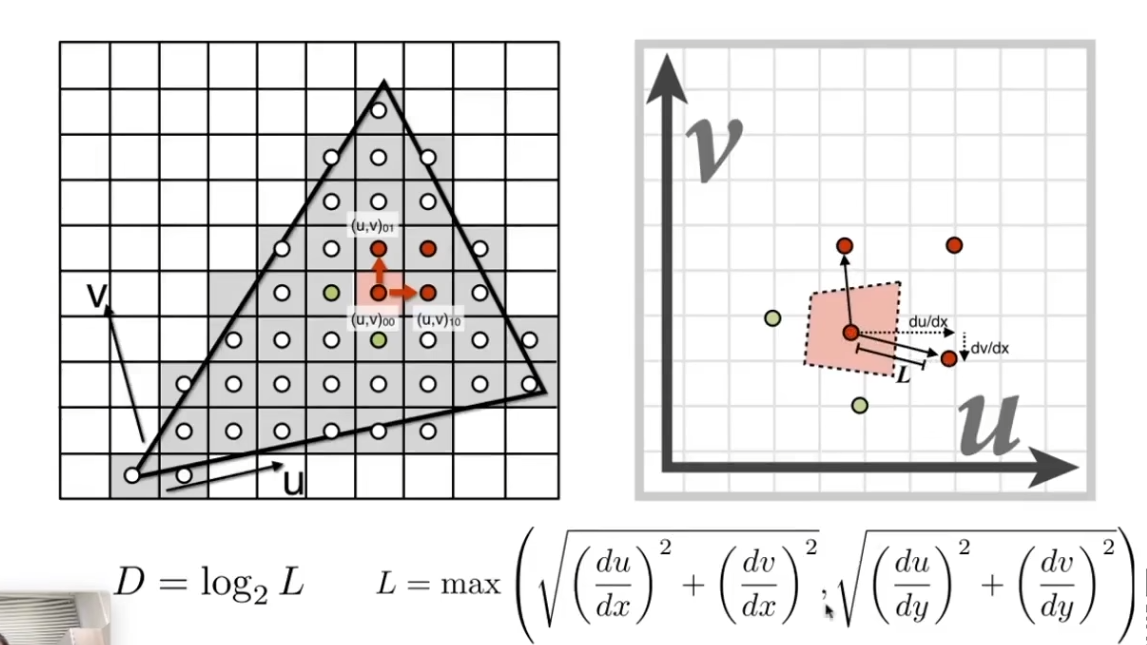 (u,v)₀₁
(u,v)₀₀ (u,v)₁₀
v
u
v
du/dx
dv/dx
L
u
D = log₂ L
L = max ( √( (du/dx)² + (dv/dx)² ) , √( (du/dy)² + (dv/dy)² ) )